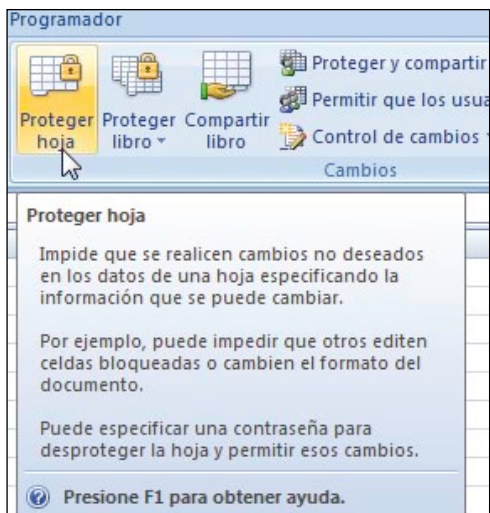 Programador
Proteger hoja
Proteger libro
Compartir libro
Proteger y compartir
Permitir que los
Control de cambios
Cambios
Proteger hoja
Impide que se realicen cambios no deseados
en los datos de una hoja especificando la
información que se puede cambiar.
Por ejemplo, puede impedir que otros editen
celdas bloqueadas o cambien el formato del
documento.
Puede especificar una contraseña para
desproteger la hoja y permitir esos cambios.
Presione F1 para obtener ayuda.